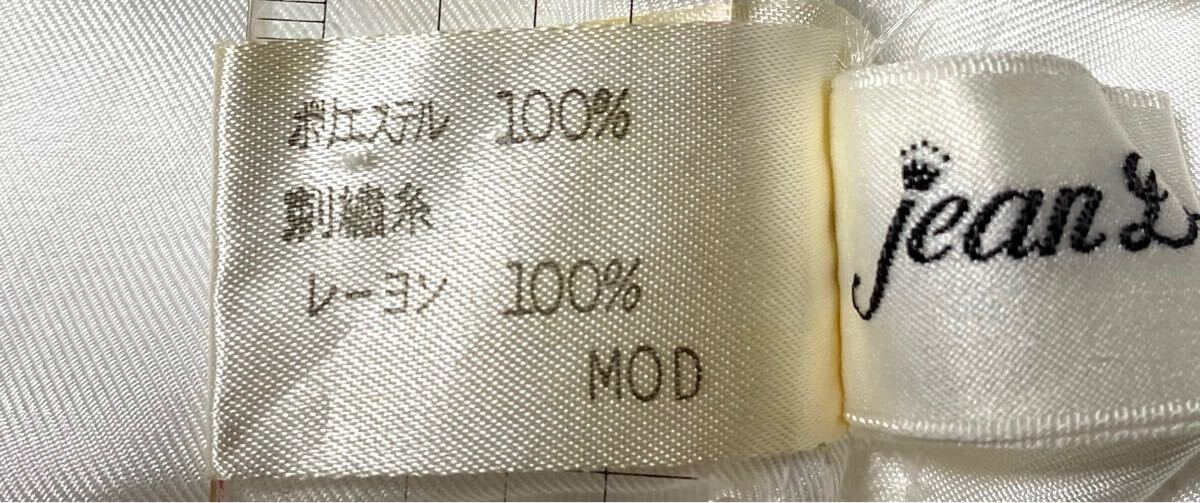 ポリエステル 100%
刺繍糸
レーヨン 100%
MOD
jean